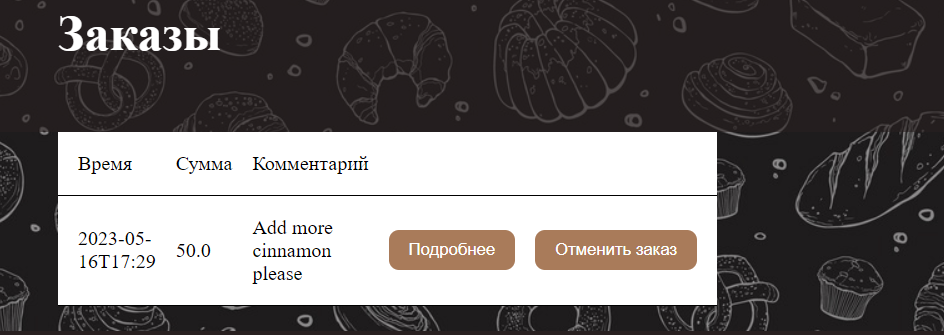 Заказы
Время Сумма Комментарий
2023-05-
16T17:29
50.0
Add more
cinnamon
please
Подробнее
Отменить заказ